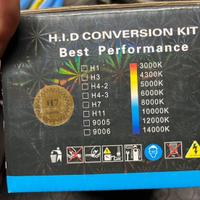 H.I.D CONVERSION KIT
Best Performance
H1 3000K
H3 4300K
H4-2 5000K
H4-3 6000K
H7 8000K
H11 10000K
9005 12000K
9006 14000K
H7